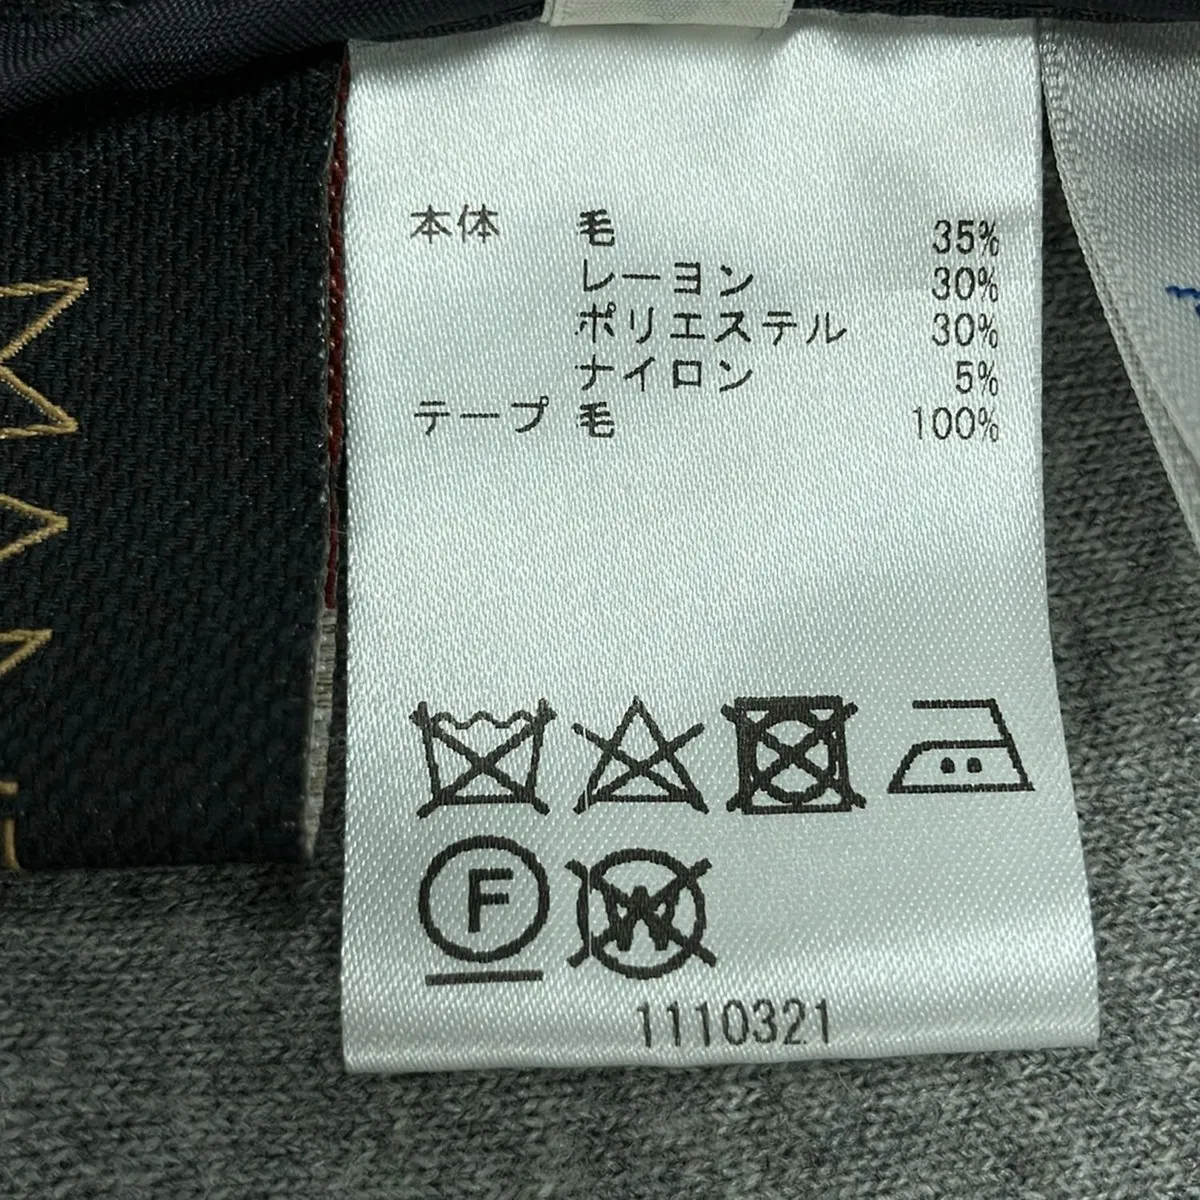 本体 毛 35%
レーヨン 30%
ポリエステル 30%
ナイロン 5%
テープ 毛 100%
F
W
1110321